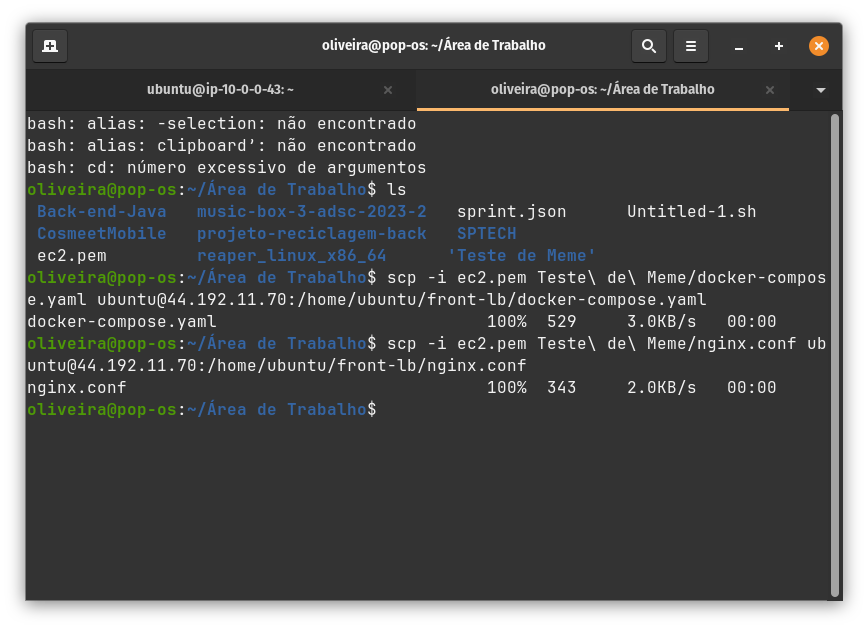 oliveira@pop-os: ~/Área de Trabalho
ubuntu@ip-10-0-0-43: ~
oliveira@pop-os: ~/Área de Trabalho
bash: alias: -selection: não encontrado
bash: alias: clipboard’: não encontrado
bash: cd: número excessivo de argumentos
oliveira@pop-os:~/Área de Trabalho$ ls
Back-end-Java music-box-3-adsc-2023-2 sprint.json Untitled-1.sh
CosmeetMobile projeto-reciclagem-back SPTECH
ec2.pem reaper_linux_x86_64 'Teste de Meme'
oliveira@pop-os:~/Área de Trabalho$ scp -i ec2.pem Teste\ de\ Meme/docker-compos
e.yaml ubuntu@44.192.11.70:/home/ubuntu/front-lb/docker-compose.yaml
docker-compose.yaml 100% 529 3.0KB/s 00:00
oliveira@pop-os:~/Área de Trabalho$ scp -i ec2.pem Teste\ de\ Meme/nginx.conf ub
untu@44.192.11.70:/home/ubuntu/front-lb/nginx.conf
nginx.conf 100% 343 2.0KB/s 00:00
oliveira@pop-os:~/Área de Trabalho$